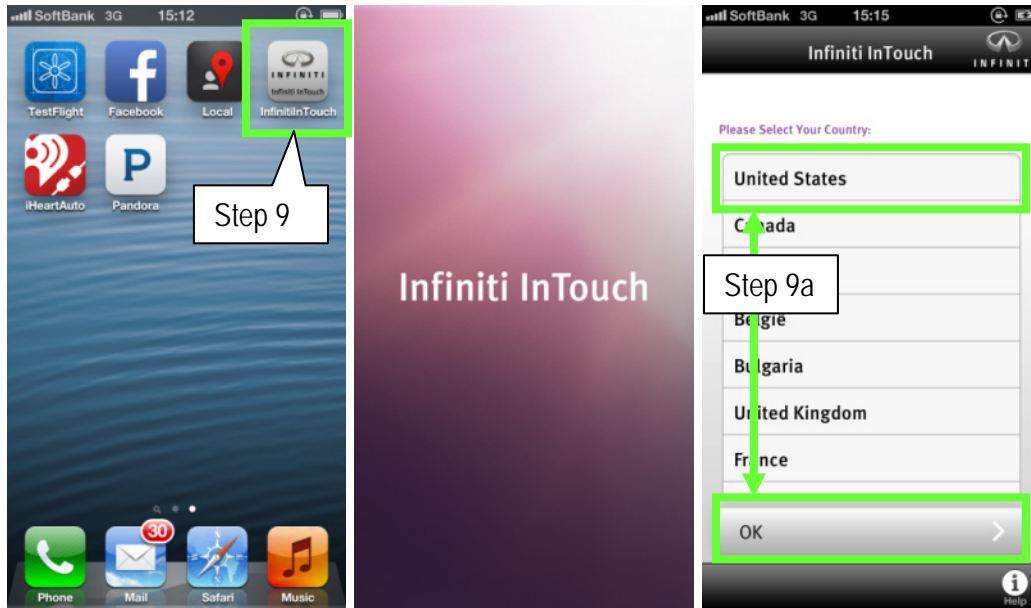 SoftBank 3G 15:12
INFINITI
Infiniti InTouch
TestFlight Facebook Local InfinitiInTouch
P
iHeartAuto Pandora
Step 9
30
Phone Mail Safari Music
Infiniti InTouch
SoftBank 3G 15:15
Infiniti InTouch
INFINIT
Please Select Your Country:
United States
Canada
Step 9a
België
Bulgaria
United Kingdom
France
OK
Help